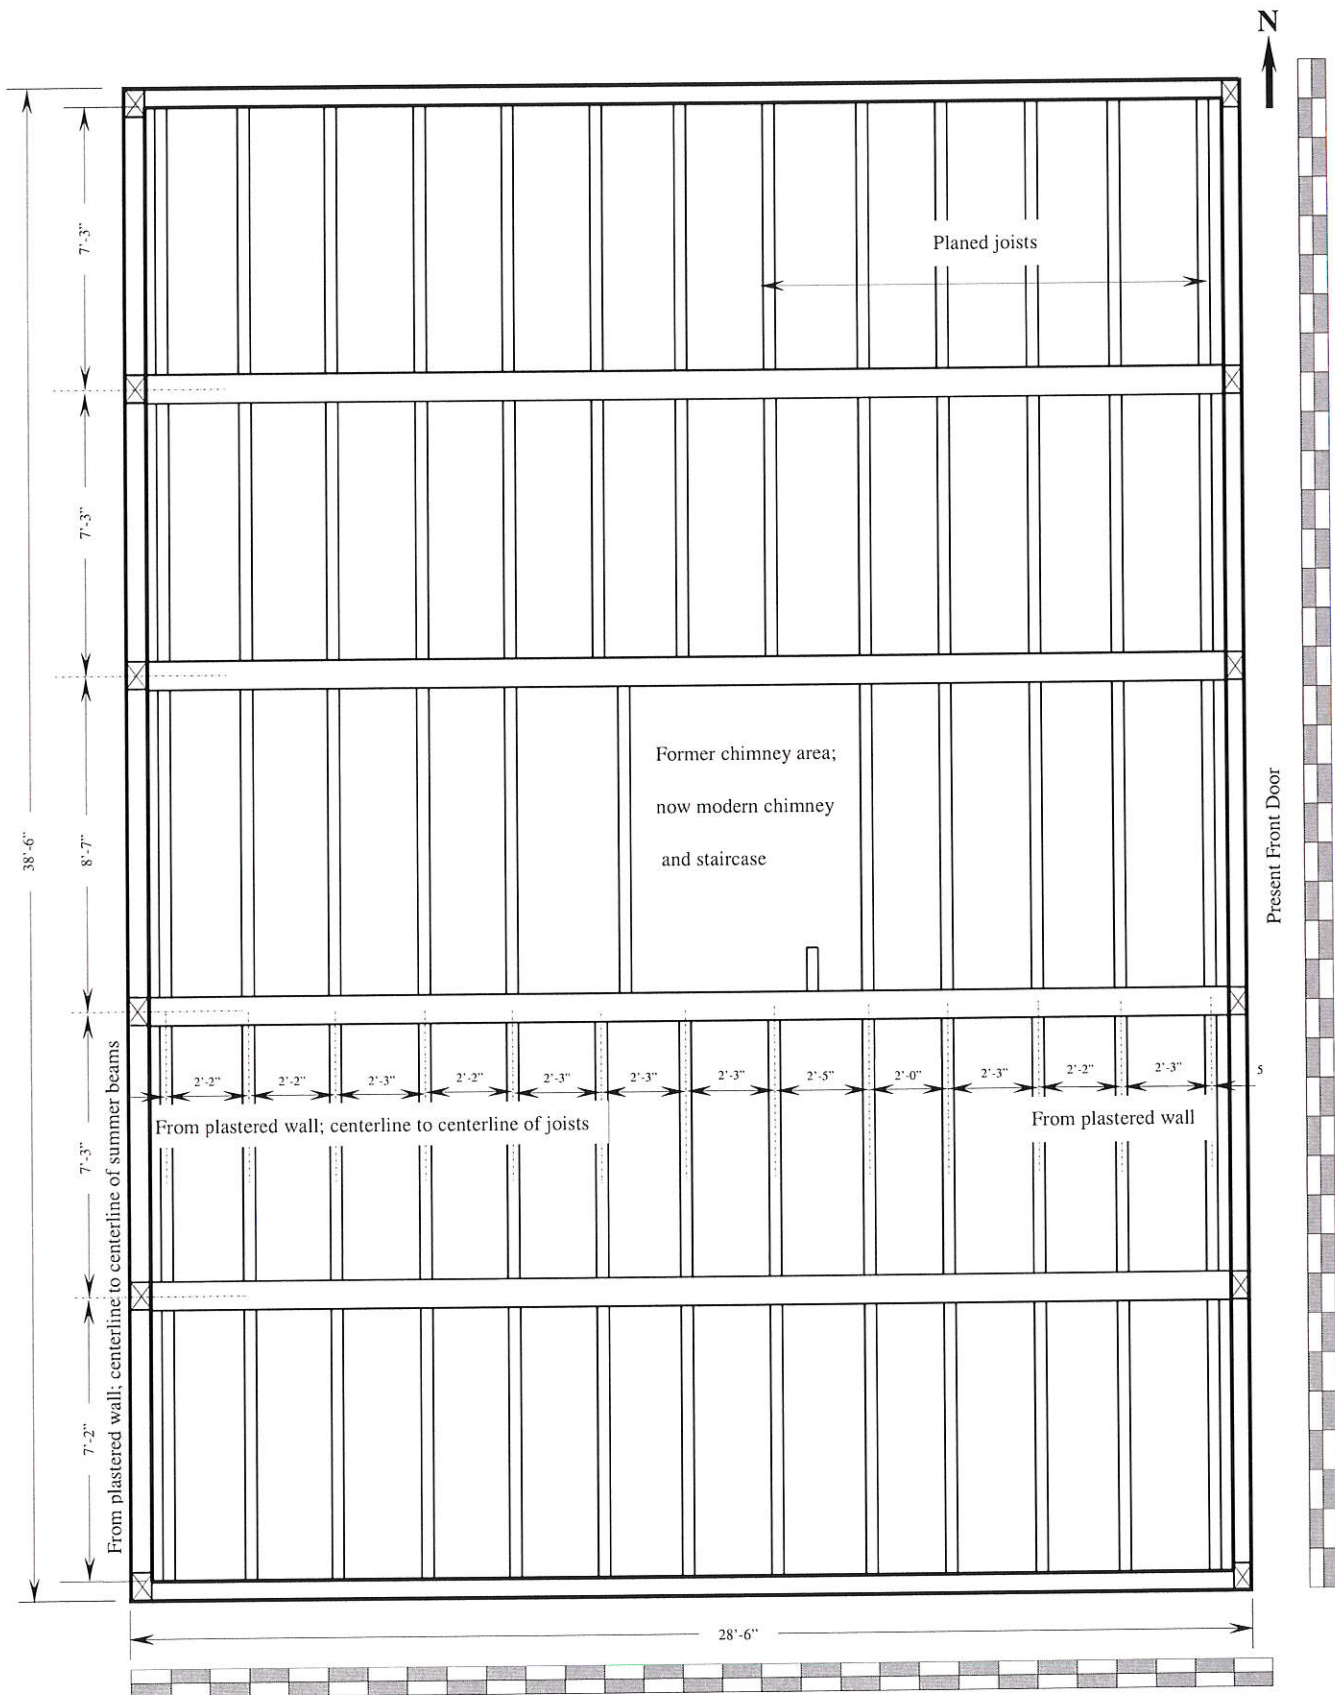 N
7'-3"
Planed joists
7'-3"
Former chimney area;
now modern chimney
and staircase
8'-7"
38'-6"
Present Front Door
2'-2"
2'-2"
2'-3"
2'-2"
2'-3"
2'-3"
2'-3"
2'-5"
2'-0"
2'-3"
2'-2"
2'-3"
5
From plastered wall; centerline to centerline of joists
From plastered wall
7'-3"
From plastered wall; centerline to centerline of summer beams
7'-2"
28'-6"